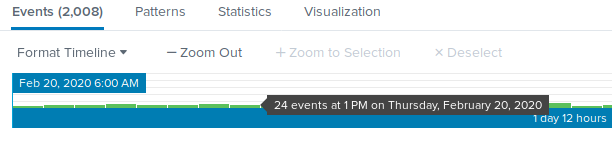 Events (2,008) Patterns Statistics Visualization
Format Timeline ▾ — Zoom Out + Zoom to Selection × Deselect
Feb 20, 2020 6:00 AM
24 events at 1 PM on Thursday, February 20, 2020
1 day 12 hours